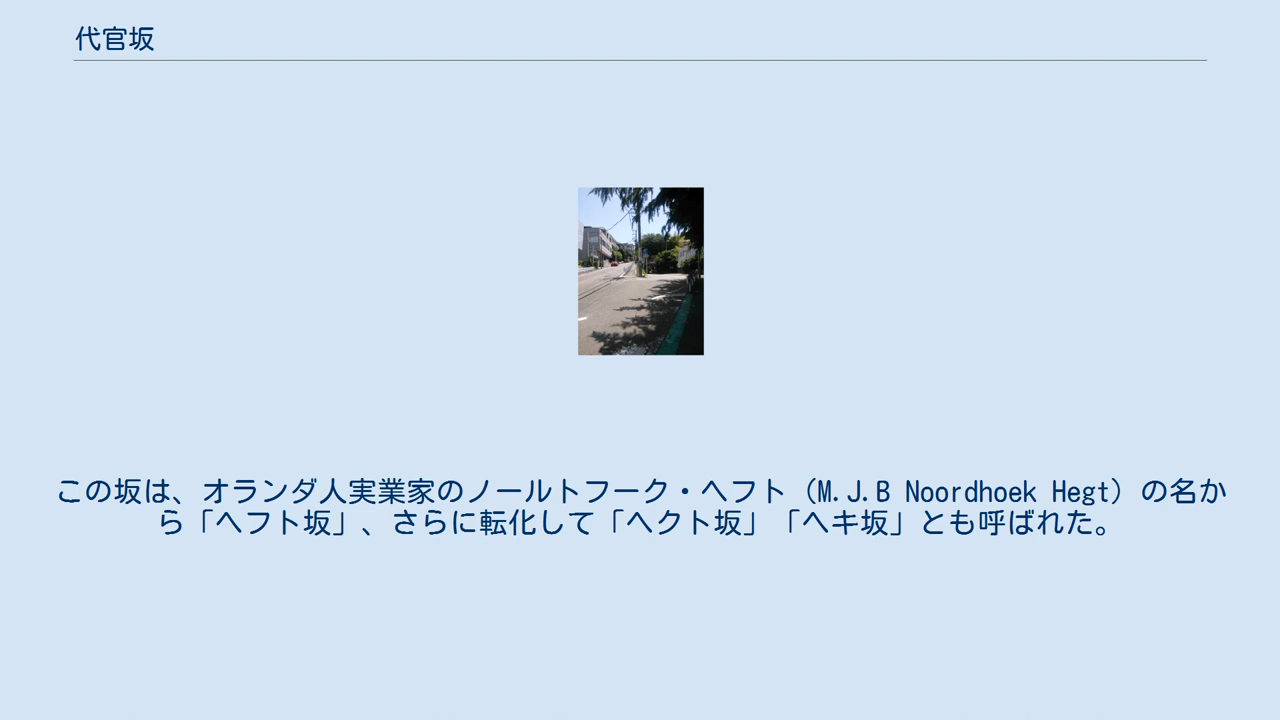 代官坂
この坂は、オランダ人実業家のノールトフーク・ヘフト（M.J.B Noordhoek Hegt）の名か
ら「ヘフト坂」、さらに転化して「ヘクト坂」「ヘキ坂」とも呼ばれた。